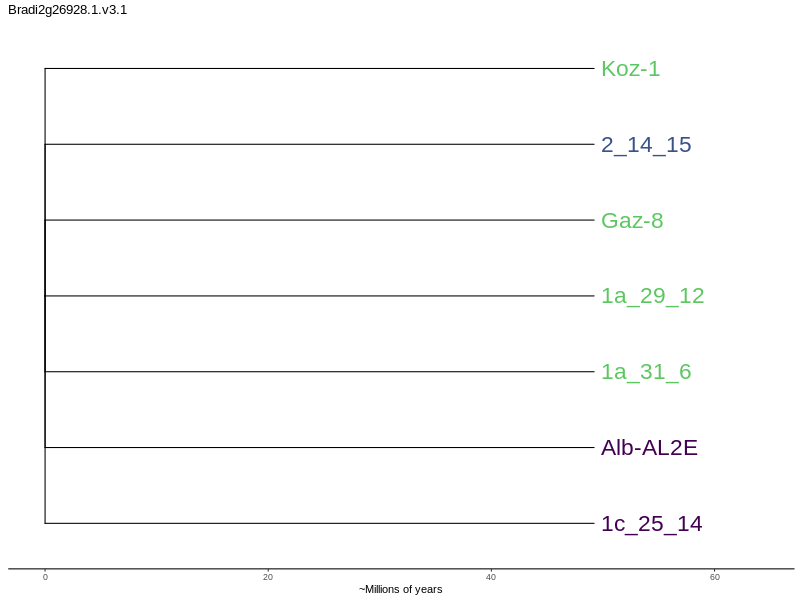 Bradi2g26928.1.v3.1
Koz-1
2_14_15
Gaz-8
1a_29_12
1a_31_6
Alb-AL2E
1c_25_14
0 20 40 60
~Millions of years